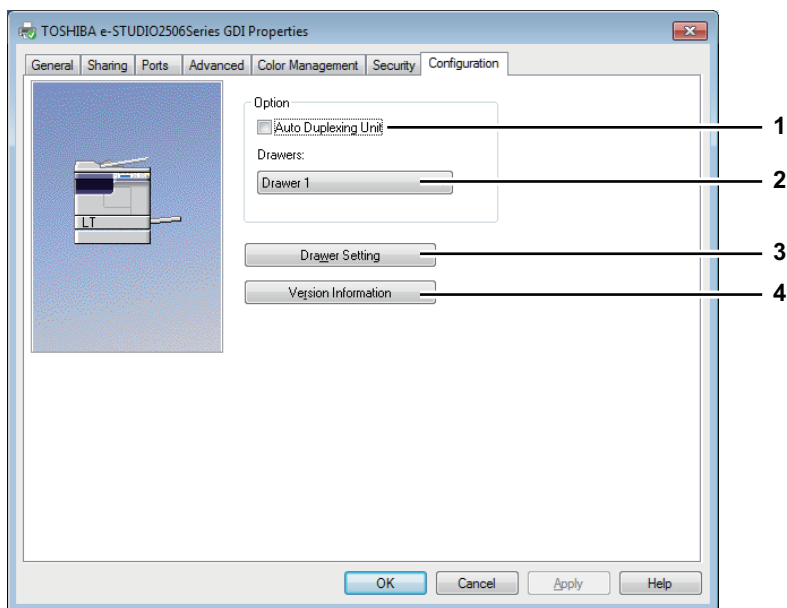 TOSHIBA e-STUDIO2506Series GDI Properties
General Sharing Ports Advanced Color Management Security Configuration
Option
Auto Duplexing Unit
1
Drawers:
Drawer 1
2
LT
Drawer Setting
3
Version Information
4
OK Cancel Apply Help